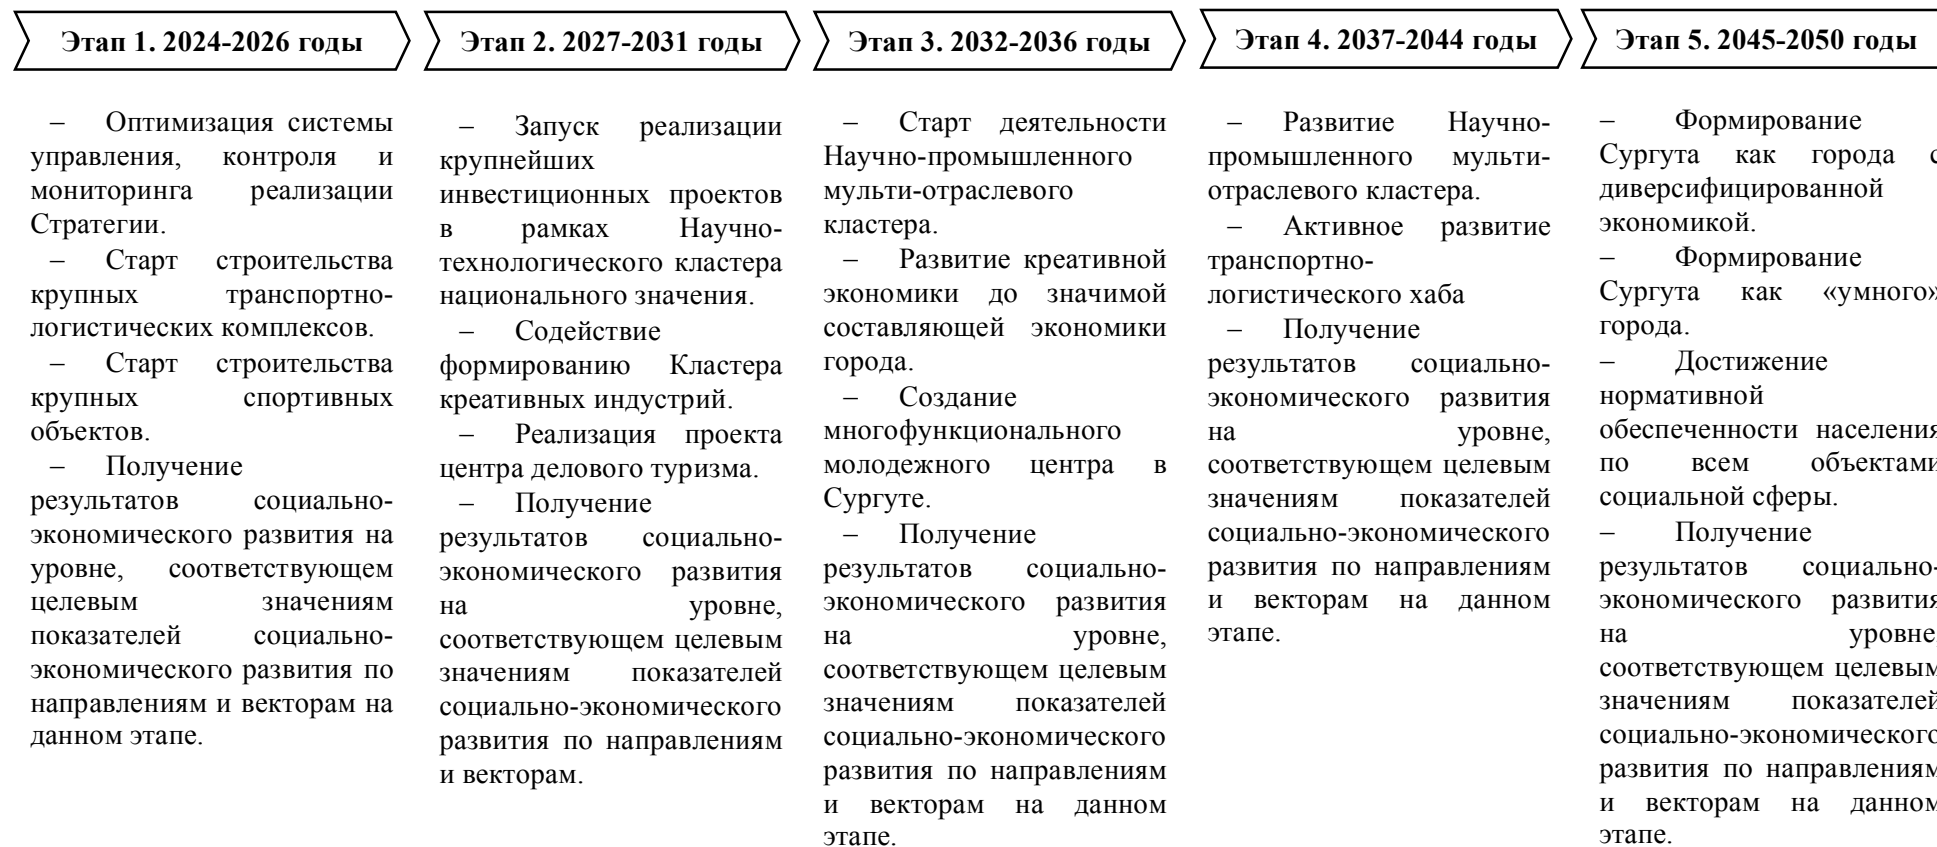 Этап 1. 2024-2026 годы
– Оптимизация системы
управления, контроля и
мониторинга реализации
Стратегии.
– Старт строительства
крупных транспортно-
логистических комплексов.
– Старт строительства
крупных спортивных
объектов.
– Получение
результатов социально-
экономического развития на
уровне, соответствующем
целевым значениям
показателей социально-
экономического развития по
направлениям и векторам на
данном этапе.
Этап 2. 2027-2031 годы
– Запуск реализации
крупнейших
инвестиционных проектов
в рамках Научно-
технологического кластера
национального значения.
– Содействие
формированию Кластера
креативных индустрий.
– Реализация проекта
центра делового туризма.
– Получение
результатов социально-
экономического развития
на уровне,
соответствующем целевым
значениям показателей
социально-экономического
развития по направлениям
и векторам.
Этап 3. 2032-2036 годы
– Старт деятельности
Научно-промышленного
мульти-отраслевого
кластера.
– Развитие креативной
экономики до значимой
составляющей экономики
города.
– Создание
многофункционального
молодежного центра в
Сургуте.
– Получение
результатов социально-
экономического развития
на уровне,
соответствующем целевым
значениям показателей
социально-экономического
развития по направлениям
и векторам на данном
этапе.
Этап 4. 2037-2044 годы
– Развитие Научно-
промышленного мульти-
отраслевого кластера.
– Активное развитие
транспортно-
логистического хаба
– Получение
результатов социально-
экономического развития
на уровне,
соответствующем целевым
значениям показателей
социально-экономического
развития по направлениям
и векторам на данном
этапе.
Этап 5. 2045-2050 годы
– Формирование
Сургута как города с
диверсифицированной
экономикой.
– Формирование
Сургута как «умного»
города.
– Достижение
нормативной
обеспеченности населения
по всем объектами
социальной сферы.
– Получение
результатов социально-
экономического развития
на уровне,
соответствующем целевым
значениям показателей
социально-экономического
развития по направлениям
и векторам на данном
этапе.